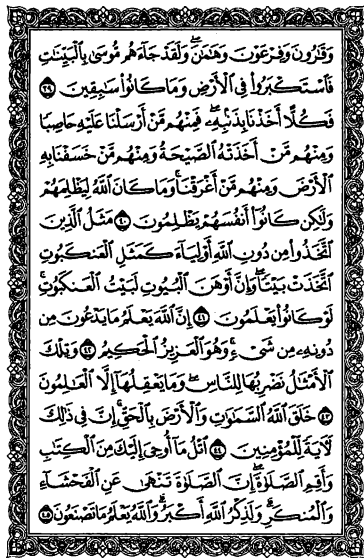 وَقَٰرُونَ وَفِرْعَوْنَ وَهَٰمَٰنَ ۖ وَلَقَدْ جَآءَهُم مُّوسَىٰ بِٱلْبَيِّنَٰتِ
فَٱسْتَكْبَرُوا۟ فِى ٱلْأَرْضِ وَمَا كَانُوا۟ سَٰبِقِينَ ٣٩
فَكُلًّا أَخَذْنَا بِذَنۢبِهِۦ ۖ فَمِنْهُم مَّنْ أَرْسَلْنَا عَلَيْهِ حَاصِبًا
وَمِنْهُم مَّنْ أَخَذَتْهُ ٱلصَّيْحَةُ وَمِنْهُم مَّنْ خَسَفْنَا بِهِ
ٱلْأَرْضَ وَمِنْهُم مَّنْ أَغْرَقْنَا ۚ وَمَا كَانَ ٱللَّهُ لِيَظْلِمَهُمْ
وَلَٰكِن كَانُوٓا۟ أَنفُسَهُمْ يَظْلِمُونَ ٤٠ مَثَلُ ٱلَّذِينَ
ٱتَّخَذُوا۟ مِن دُونِ ٱللَّهِ أَوْلِيَآءَ كَمَثَلِ ٱلْعَنكَبُوتِ
ٱتَّخَذَتْ بَيْتًا ۖ وَإِنَّ أَوْهَنَ ٱلْبُيُوتِ لَبَيْتُ ٱلْعَنكَبُوتِ ۖ
لَوْ كَانُوا۟ يَعْلَمُونَ ٤١ إِنَّ ٱللَّهَ يَعْلَمُ مَا يَدْعُونَ مِن
دُونِهِۦ مِن شَىْءٍ ۚ وَهُوَ ٱلْعَزِيزُ ٱلْحَكِيمُ ٤٢ وَتِلْكَ
ٱلْأَمْثَٰلُ نَضْرِبُهَا لِلنَّاسِ ۖ وَمَا يَعْقِلُهَآ إِلَّا ٱلْعَٰلِمُونَ
٤٣ خَلَقَ ٱللَّهُ ٱلسَّمَٰوَٰتِ وَٱلْأَرْضَ بِٱلْحَقِّ ۚ إِنَّ فِى ذَٰلِكَ
لَءَايَةً لِّلْمُؤْمِنِينَ ٤٤ ٱتْلُ مَآ أُوحِىَ إِلَيْكَ مِنَ ٱلْكِتَٰبِ
وَأَقِمِ ٱلصَّلَوٰةَ ۖ إِنَّ ٱلصَّلَوٰةَ تَنْهَىٰ عَنِ ٱلْفَحْشَآءِ
وَٱلْمُنكَرِ ۗ وَلَذِكْرُ ٱللَّهِ أَكْبَرُ ۗ وَٱللَّهُ يَعْلَمُ مَا تَصْنَعُونَ ٤٥